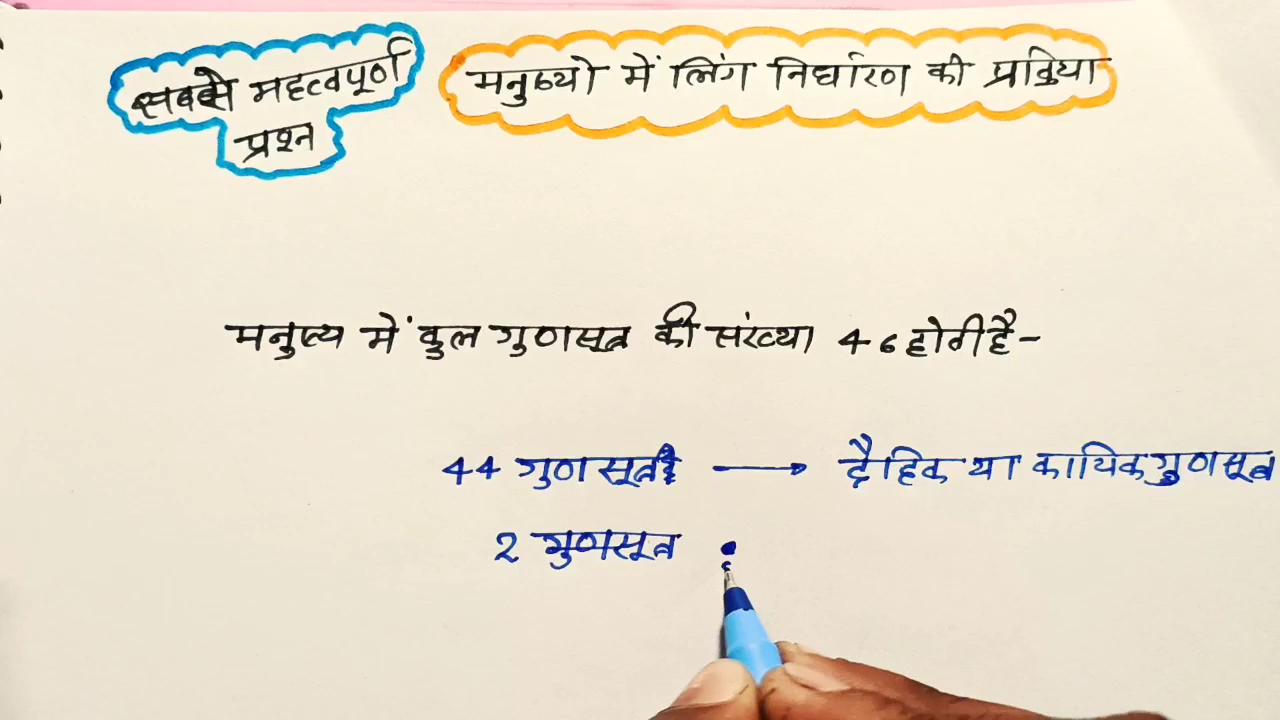 सबसे महत्वपूर्ण
प्रश्न
मनुष्यो में लिंग निर्धारण की प्रक्रिया
मनुष्य में कुल गुणसूत्र की संख्या 46 होती है-
44 गुणसूत्र → दैहिक या कायिक गुणसूत्र
2 गुणसूत्र